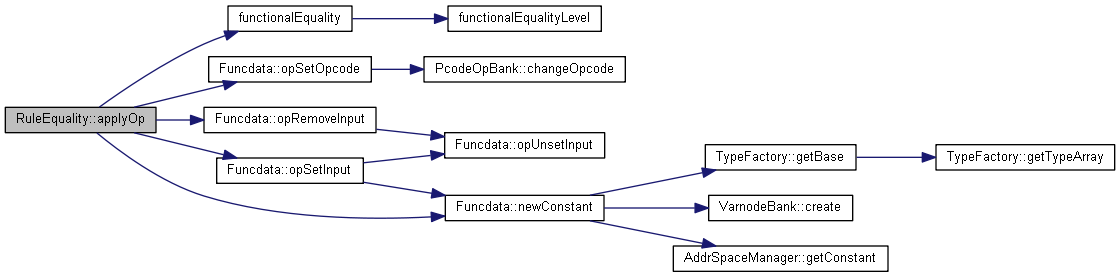 functionalEquality
functionalEqualityLevel
Funcdata::opSetOpcode
PcodeOpBank::changeOpcode
RuleEquality::applyOp
Funcdata::opRemoveInput
Funcdata::opUnsetInput
Funcdata::opSetInput
TypeFactory::getBase
TypeFactory::getTypeArray
Funcdata::newConstant
VarnodeBank::create
AddrSpaceManager::getConstant